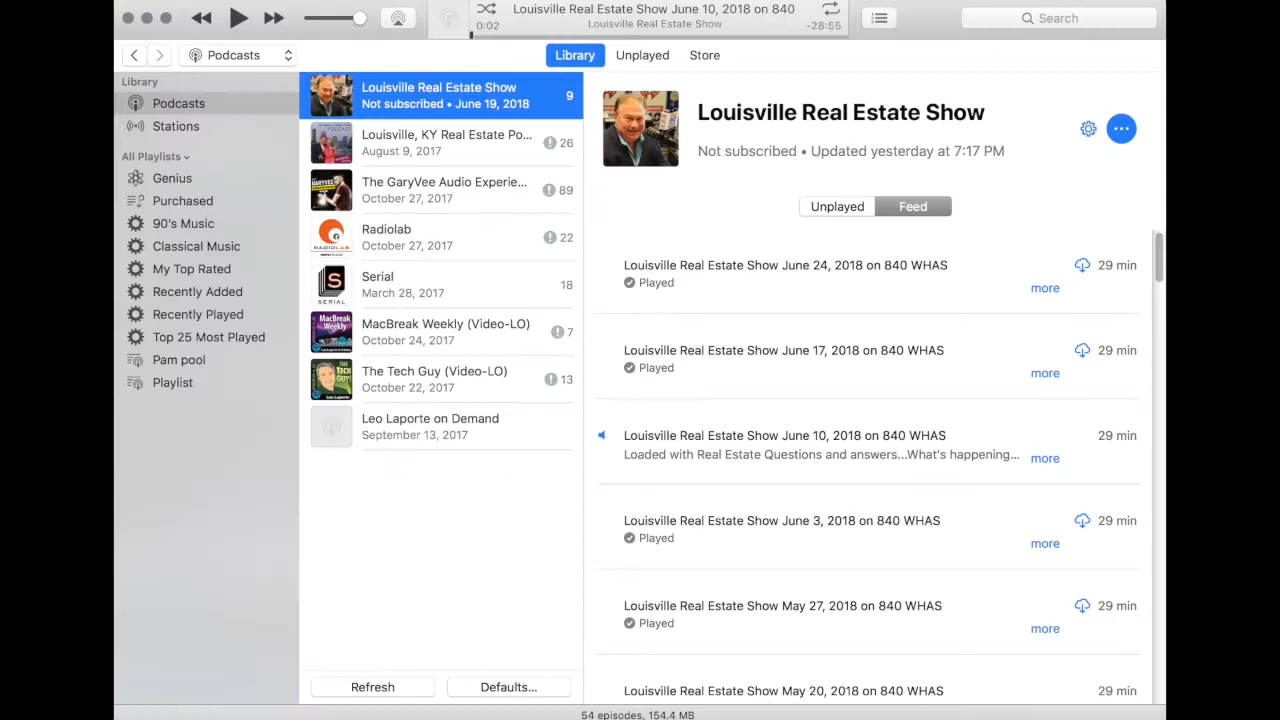 Louisville Real Estate Show June 10, 2018 on 840
Louisville Real Estate Show
0:02
-28:55
Search
Podcasts
Library
Unplayed
Store
Library
Podcasts
Stations
All Playlists
Genius
Purchased
90's Music
Classical Music
My Top Rated
Recently Added
Recently Played
Top 25 Most Played
Pam pool
Playlist
Louisville Real Estate Show
Not subscribed • June 19, 2018
9
Louisville, KY Real Estate Po...
August 9, 2017
26
The GaryVee Audio Experie...
October 27, 2017
89
RADIOLAB
Radiolab
October 27, 2017
22
SERIAL
Serial
March 28, 2017
18
MacBreak Weekly
MacBreak Weekly (Video-LO)
October 24, 2017
7
THE TECH GUY
Leo Laporte
The Tech Guy (Video-LO)
October 22, 2017
13
Leo Laporte on Demand
September 13, 2017
Refresh
Defaults...
Louisville Real Estate Show
Not subscribed • Updated yesterday at 7:17 PM
Unplayed
Feed
Louisville Real Estate Show June 24, 2018 on 840 WHAS
29 min
Played
more
Louisville Real Estate Show June 17, 2018 on 840 WHAS
29 min
Played
more
Louisville Real Estate Show June 10, 2018 on 840 WHAS
29 min
Loaded with Real Estate Questions and answers...What's happening...
more
Louisville Real Estate Show June 3, 2018 on 840 WHAS
29 min
Played
more
Louisville Real Estate Show May 27, 2018 on 840 WHAS
29 min
Played
more
Louisville Real Estate Show May 20, 2018 on 840 WHAS
29 min
54 episodes, 154.4 MB